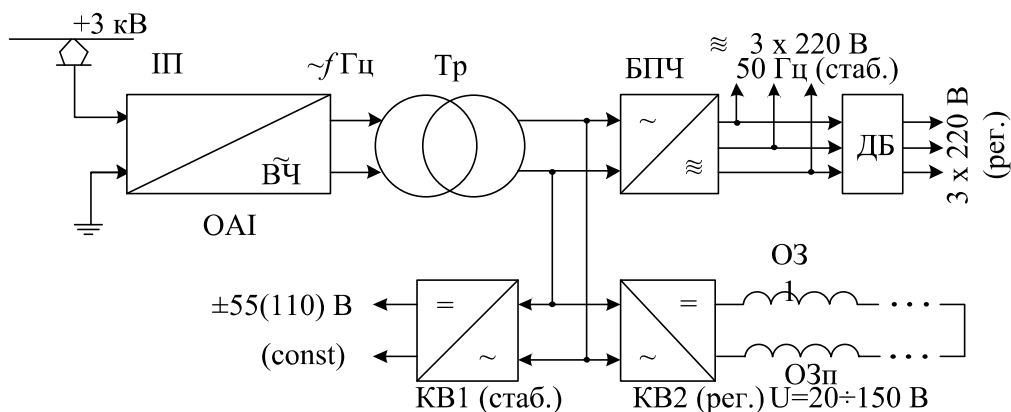 +3 кВ
ІП
~f Гц
Тр
БПЧ
≋ 3 х 220 В
50 Гц (стаб.)
~
ВЧ
~
≋
ДБ
3 х 220 В
(рег.)
ОАІ
ОЗ
1
±55(110) В
=
=
(const)
~
~
ОЗп
КВ1 (стаб.)
КВ2 (рег.) U=20÷150 В